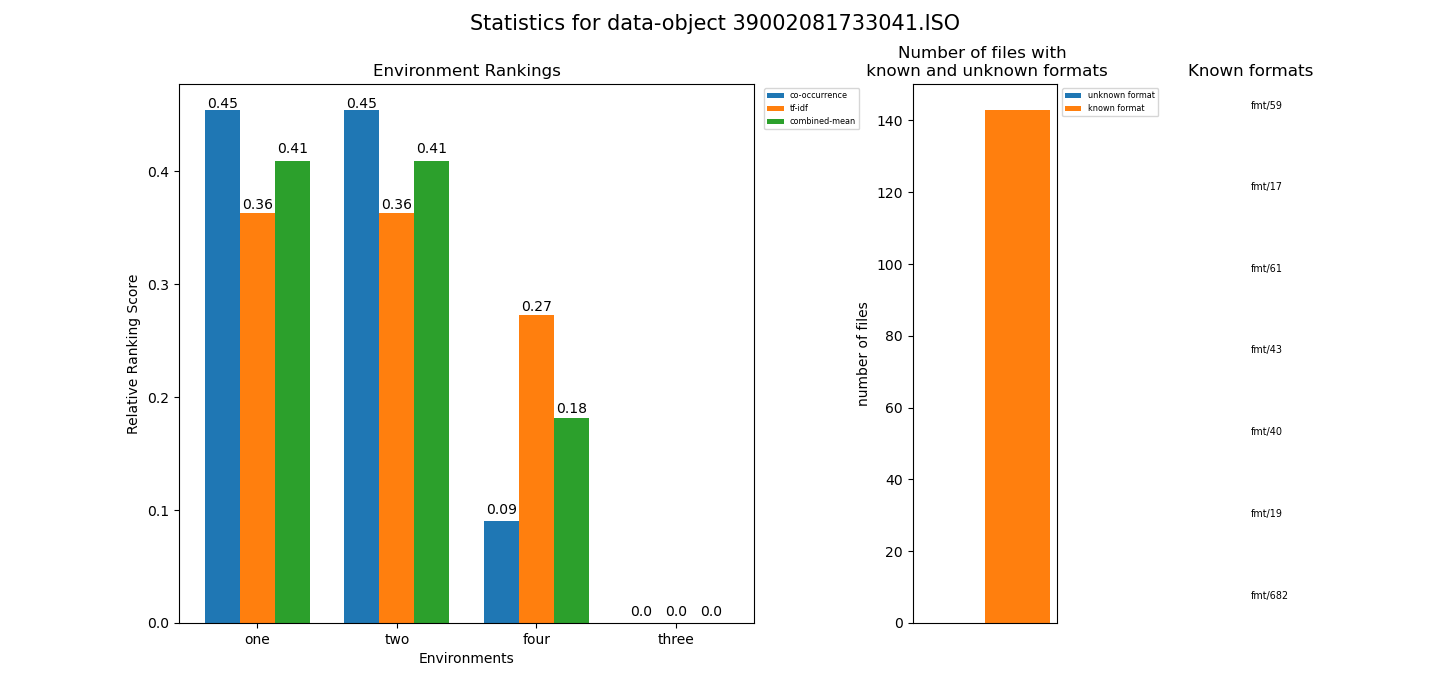 Statistics for data-object 39002081733041.ISO
Environment Rankings
0.45
0.45
0.41
0.41
0.36
0.36
0.27
0.18
0.09
0.0 0.0 0.0
0.4
0.3
0.2
0.1
0.0
Relative Ranking Score
one two four three
Environments
co-occurrence
tf-idf
combined-mean
Number of files with
known and unknown formats
140
120
100
80
60
40
20
0
number of files
unknown format
known format
Known formats
fmt/59
fmt/17
fmt/61
fmt/43
fmt/40
fmt/19
fmt/682